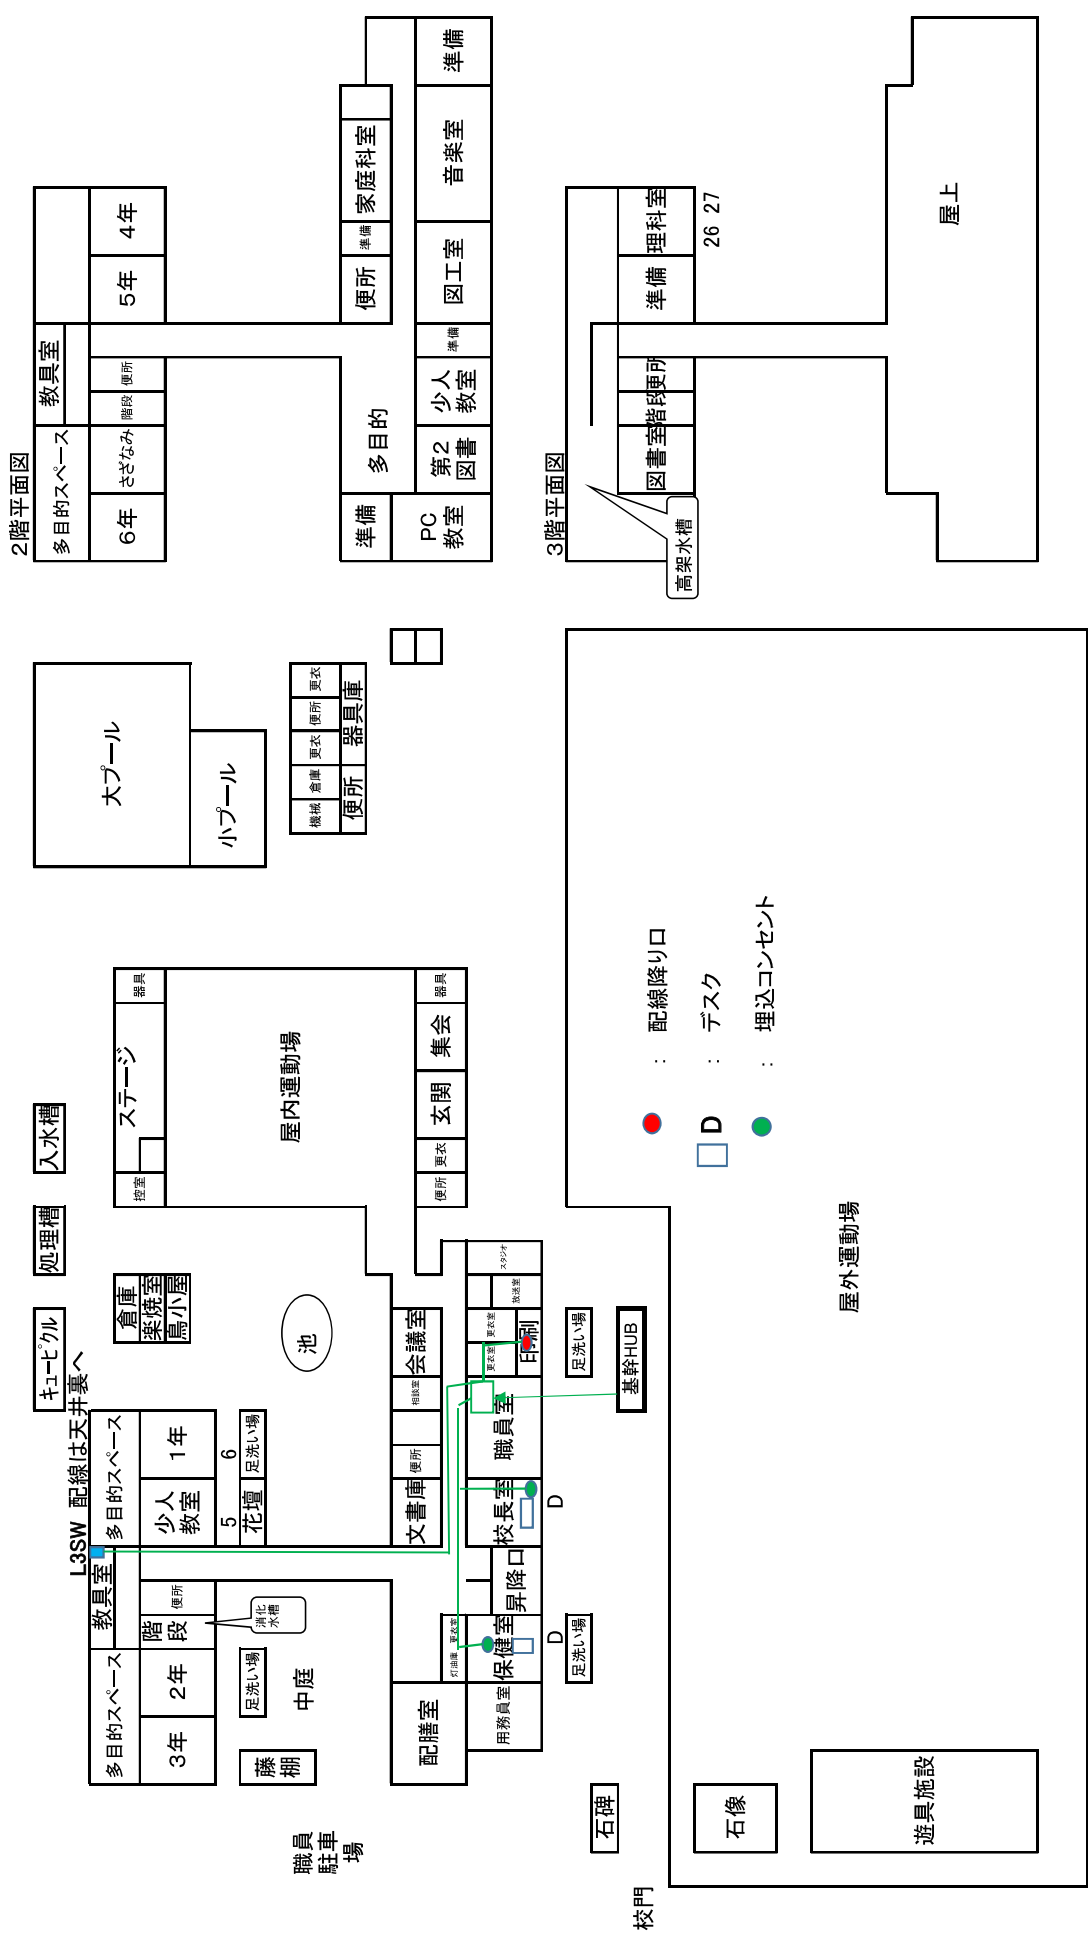 2階平面図
多目的スペース
教具室
6年
さざなみ
階段
便所
5年
4年
準備
多目的
便所
準備
家庭科室
PC
教室
第2
図書
少人
教室
準備
図工室
音楽室
準備
3階平面図
高架水槽
図書室
階段
便所
準備
理科室
26 27
屋上
大プール
小プール
機械
倉庫
更衣
便所
更衣
便所
器具庫
キュービクル
処理槽
入水槽
L3SW 配線は天井裏へ
多目的スペース
教具室
多目的スペース
3年
2年
階段
便所
少人
教室
1年
5
6
足洗い場
花壇
足洗い場
消化
水槽
藤棚
中庭
池
倉庫
楽焼室
鳥小屋
控室
ステージ
器具
屋内運動場
便所
更衣
玄関
集会
器具
配膳室
文書庫
便所
相談室
会議室
灯油庫
更衣室
用務員室
保健室
昇降口
校長室
職員室
更衣室
更衣室
印刷
放送室
スタジオ
D
D
足洗い場
足洗い場
基幹HUB
: 配線降り口
D : デスク
: 埋込コンセント
職員
駐車
場
石碑
校門
石像
遊具施設
屋外運動場